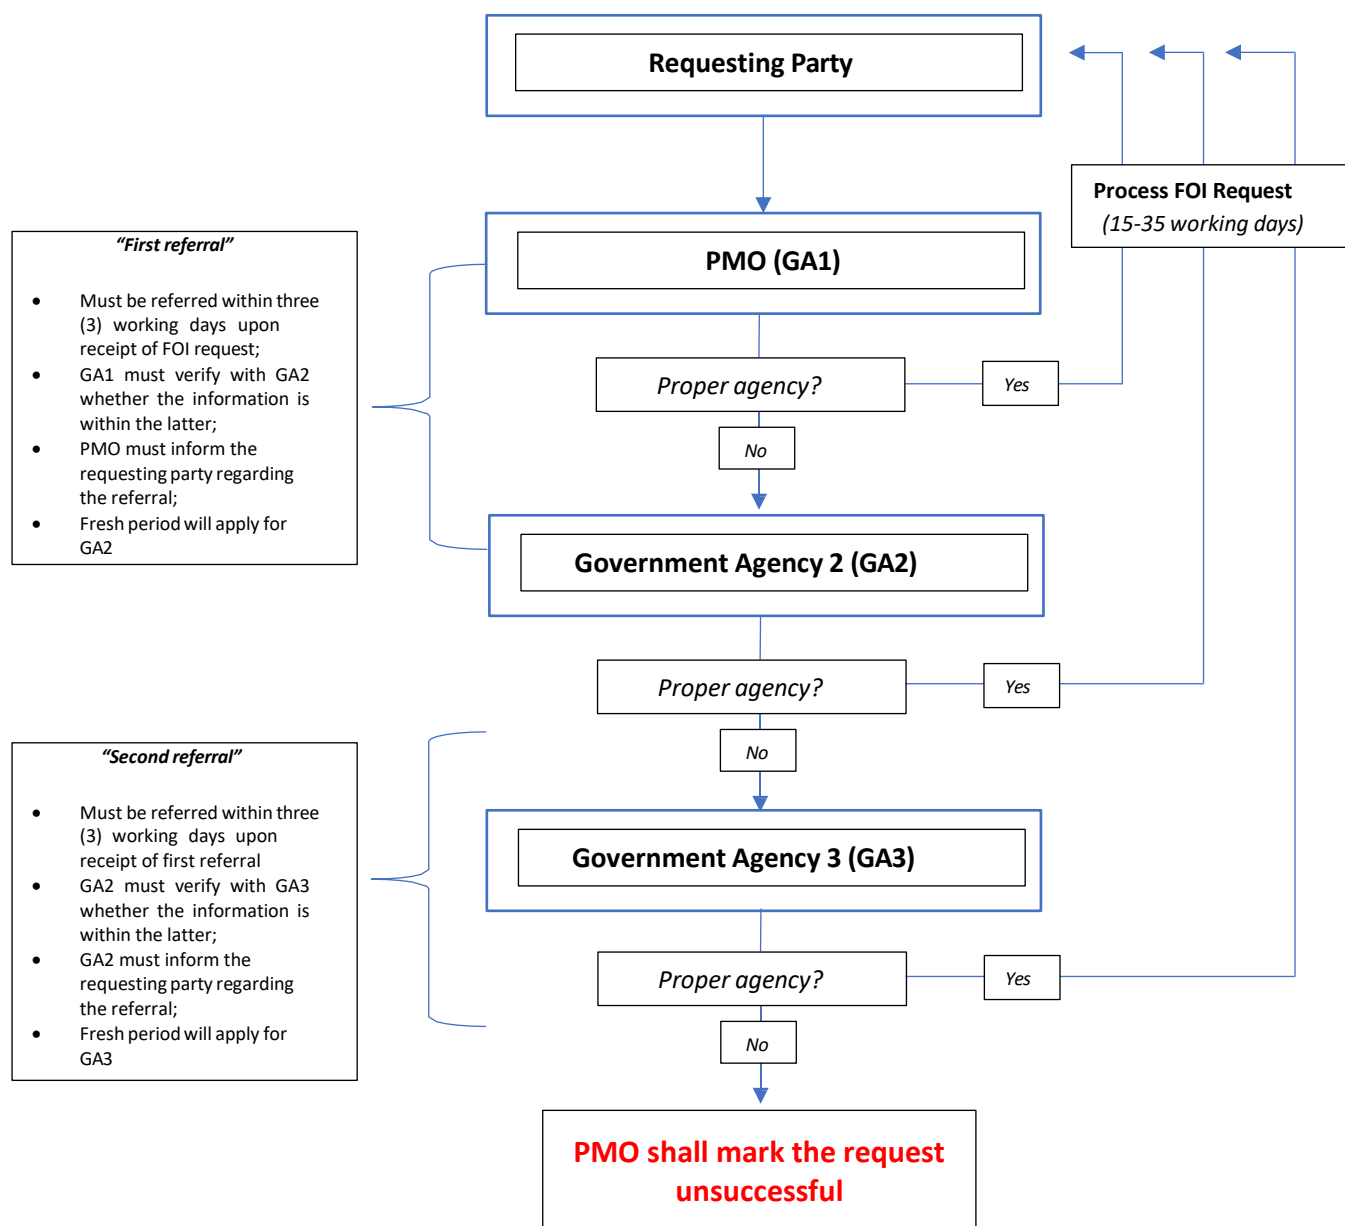 Requesting Party
Process FOI Request
(15-35 working days)
“First referral”
• Must be referred within three
(3) working days upon
receipt of FOI request;
• GA1 must verify with GA2
whether the information is
within the latter;
• PMO must inform the
requesting party regarding
the referral;
• Fresh period will apply for
GA2
PMO (GA1)
Proper agency?
Yes
No
Government Agency 2 (GA2)
Proper agency?
Yes
No
“Second referral”
• Must be referred within three
(3) working days upon
receipt of first referral
• GA2 must verify with GA3
whether the information is
within the latter;
• GA2 must inform the
requesting party regarding
the referral;
• Fresh period will apply for
GA3
Government Agency 3 (GA3)
Proper agency?
Yes
No
PMO shall mark the request
unsuccessful